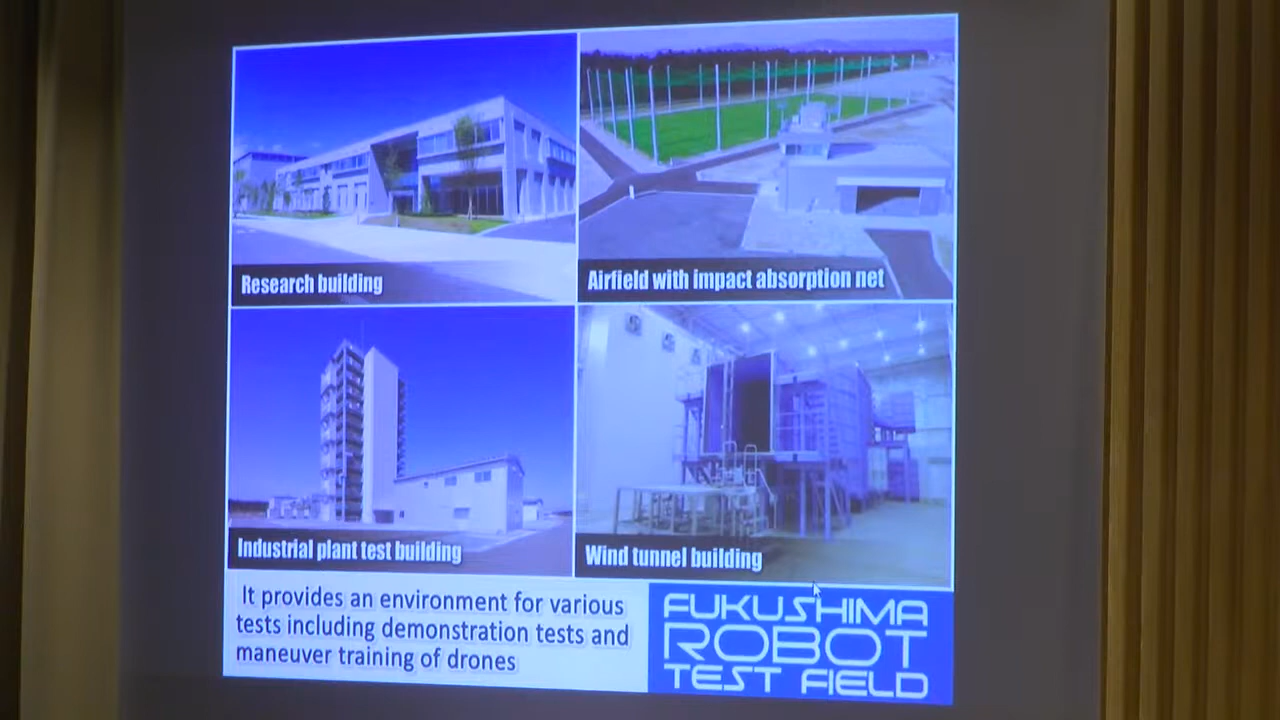 Research building
Airfield with impact absorption net
Industrial plant test building
Wind tunnel building
It provides an environment for various
tests including demonstration tests and
maneuver training of drones
FUKUSHIMA
ROBOT
TEST FIELD